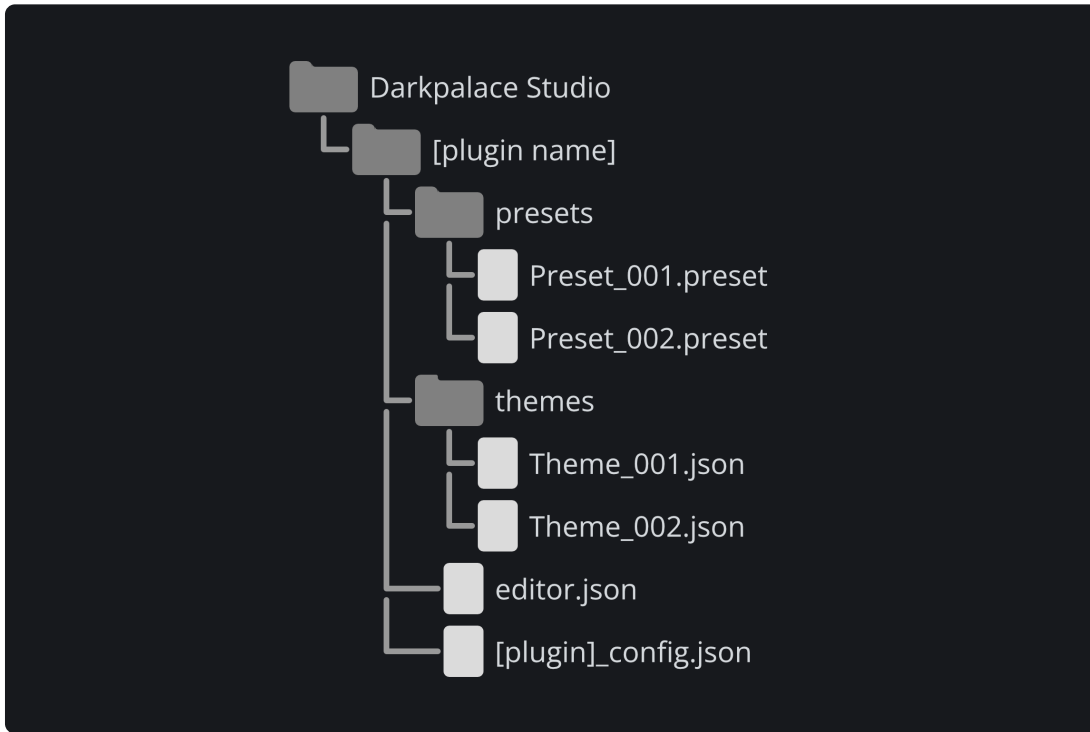 Darkpalace Studio
[plugin name]
presets
Preset_001.preset
Preset_002.preset
themes
Theme_001.json
Theme_002.json
editor.json
[plugin]_config.json